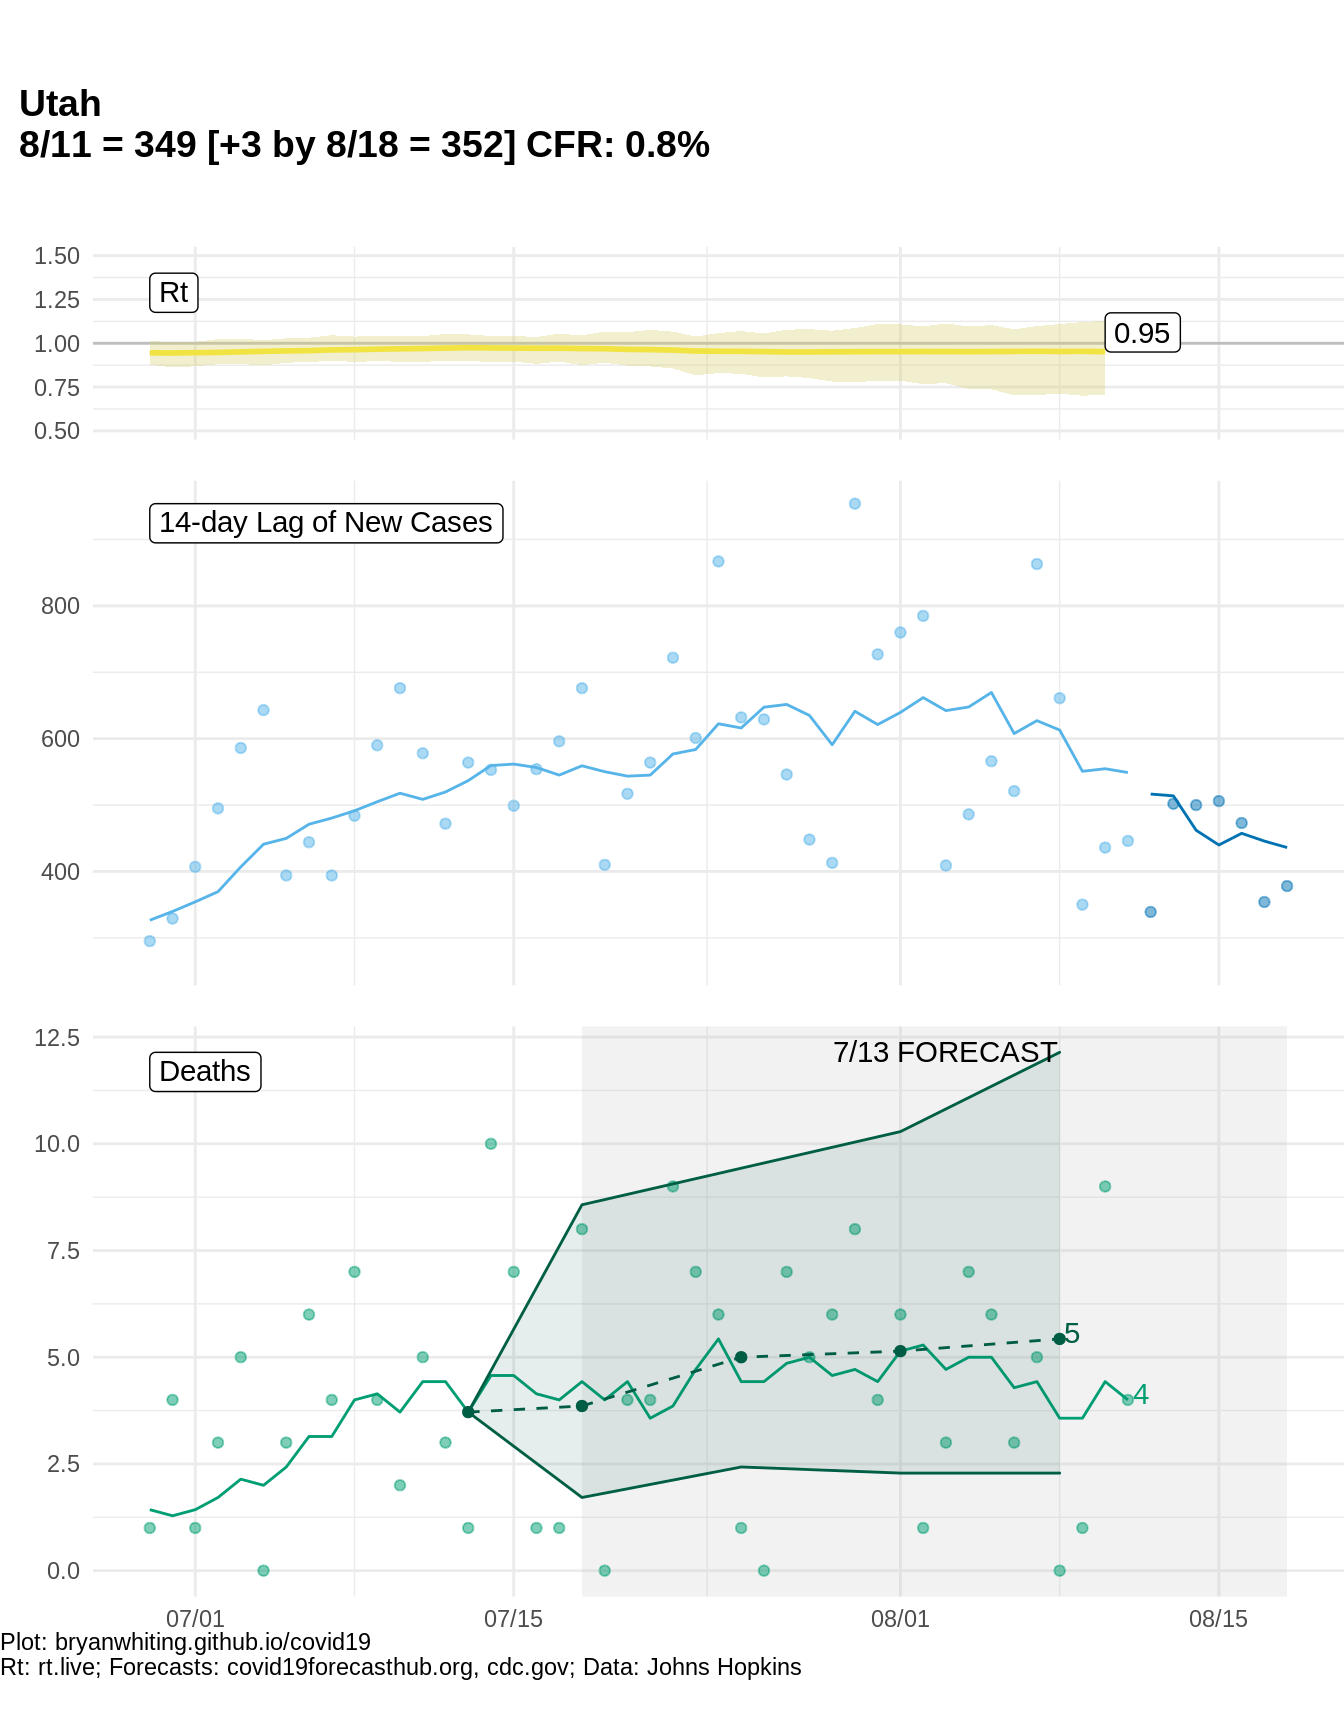 Utah
8/11 = 349 [+3 by 8/18 = 352] CFR: 0.8%
1.50
Rt
1.25
0.95
1.00
0.75
0.50
14-day Lag of New Cases
800
600
400
12.5
7/13 FORECAST
Deaths
10.0
7.5
5
5.0
4
2.5
0.0
07/01 07/15 08/01 08/15
Plot: bryanwhiting.github.io/covid19
Rt: rt.live; Forecasts: covid19forecasthub.org, cdc.gov; Data: Johns Hopkins